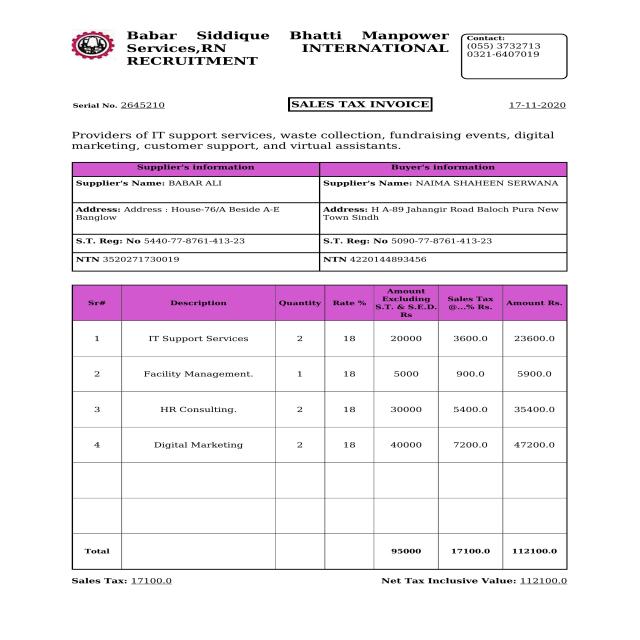 Babar Siddique Bhatti Manpower
Services,RN INTERNATIONAL
RECRUITMENT
Contact:
(055) 3732713
0321-6407019
Serial No. 2645210
SALES TAX INVOICE
17-11-2020
Providers of IT support services, waste collection, fundraising events, digital
marketing, customer support, and virtual assistants.
Supplier's information Buyer's information
Supplier's Name: BABAR ALI Supplier's Name: NAIMA SHAHEEN SERWANA
Address: Address : House-76/A Beside A-E
Banglow
Address: H A-89 Jahangir Road Baloch Pura New
Town Sindh
S.T. Reg: No 5440-77-8761-413-23 S.T. Reg: No 5090-77-8761-413-23
NTN 3520271730019 NTN 4220144893456
Sr# Description Quantity Rate %
Amount
Excluding
S.T. & S.E.D.
Rs
Sales Tax
@...% Rs.
Amount Rs.
1 IT Support Services 2 18 20000 3600.0 23600.0
2 Facility Management. 1 18 5000 900.0 5900.0
3 HR Consulting. 2 18 30000 5400.0 35400.0
4 Digital Marketing 2 18 40000 7200.0 47200.0
Total 95000 17100.0 112100.0
Sales Tax: 17100.0 Net Tax Inclusive Value: 112100.0